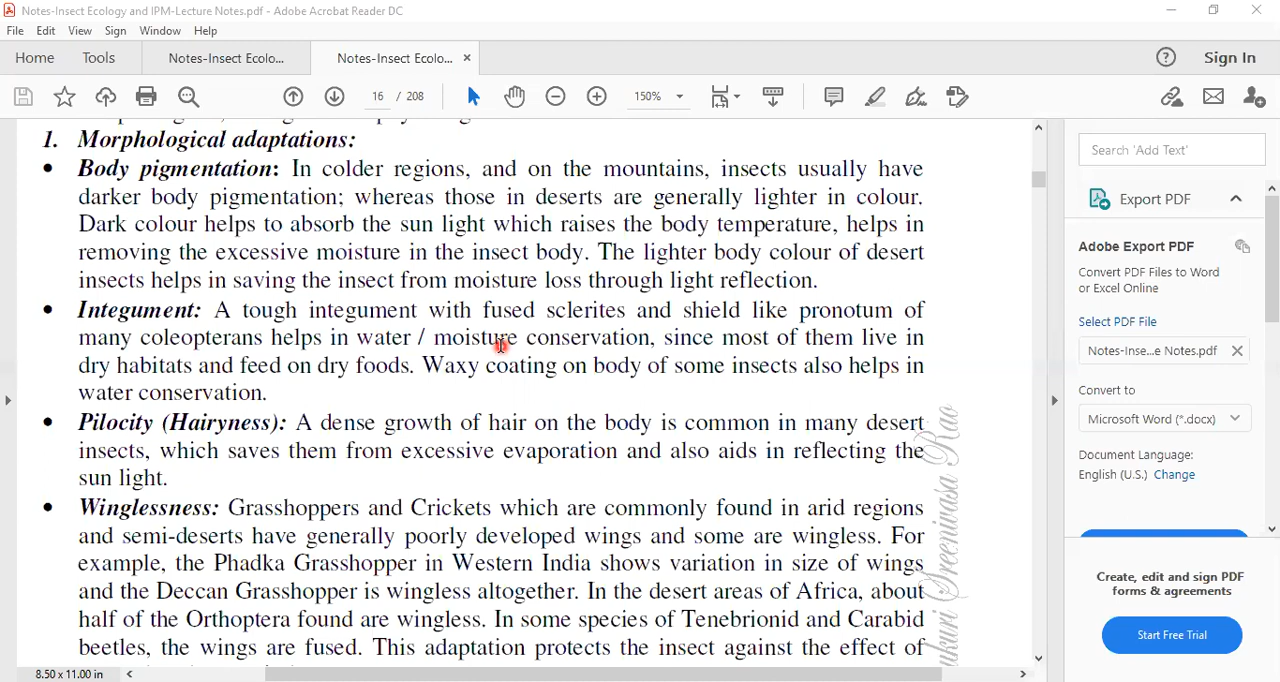 Notes-Insect Ecology and IPM-Lecture Notes.pdf - Adobe Acrobat Reader DC
File Edit View Sign Window Help
Home Tools Notes-Insect Ecolo... Notes-Insect Ecolo... × Sign In
16 / 208 150%
1. Morphological adaptations:
• Body pigmentation: In colder regions, and on the mountains, insects usually have
darker body pigmentation; whereas those in deserts are generally lighter in colour.
Dark colour helps to absorb the sun light which raises the body temperature, helps in
removing the excessive moisture in the insect body. The lighter body colour of desert
insects helps in saving the insect from moisture loss through light reflection.
• Integument: A tough integument with fused sclerites and shield like pronotum of
many coleopterans helps in water / moisture conservation, since most of them live in
dry habitats and feed on dry foods. Waxy coating on body of some insects also helps in
water conservation.
• Pilocity (Hairyness): A dense growth of hair on the body is common in many desert
insects, which saves them from excessive evaporation and also aids in reflecting the
sun light.
• Winglessness: Grasshoppers and Crickets which are commonly found in arid regions
and semi-deserts have generally poorly developed wings and some are wingless. For
example, the Phadka Grasshopper in Western India shows variation in size of wings
and the Deccan Grasshopper is wingless altogether. In the desert areas of Africa, about
half of the Orthoptera found are wingless. In some species of Tenebrionid and Carabid
beetles, the wings are fused. This adaptation protects the insect against the effect of
Sreenivasa Rao
8.50 x 11.00 in
Search 'Add Text'
Export PDF
Adobe Export PDF
Convert PDF Files to Word
or Excel Online
Select PDF File
Notes-Inse...e Notes.pdf
Convert to
Microsoft Word (*.docx)
Document Language:
English (U.S.) Change
Create, edit and sign PDF
forms & agreements
Start Free Trial